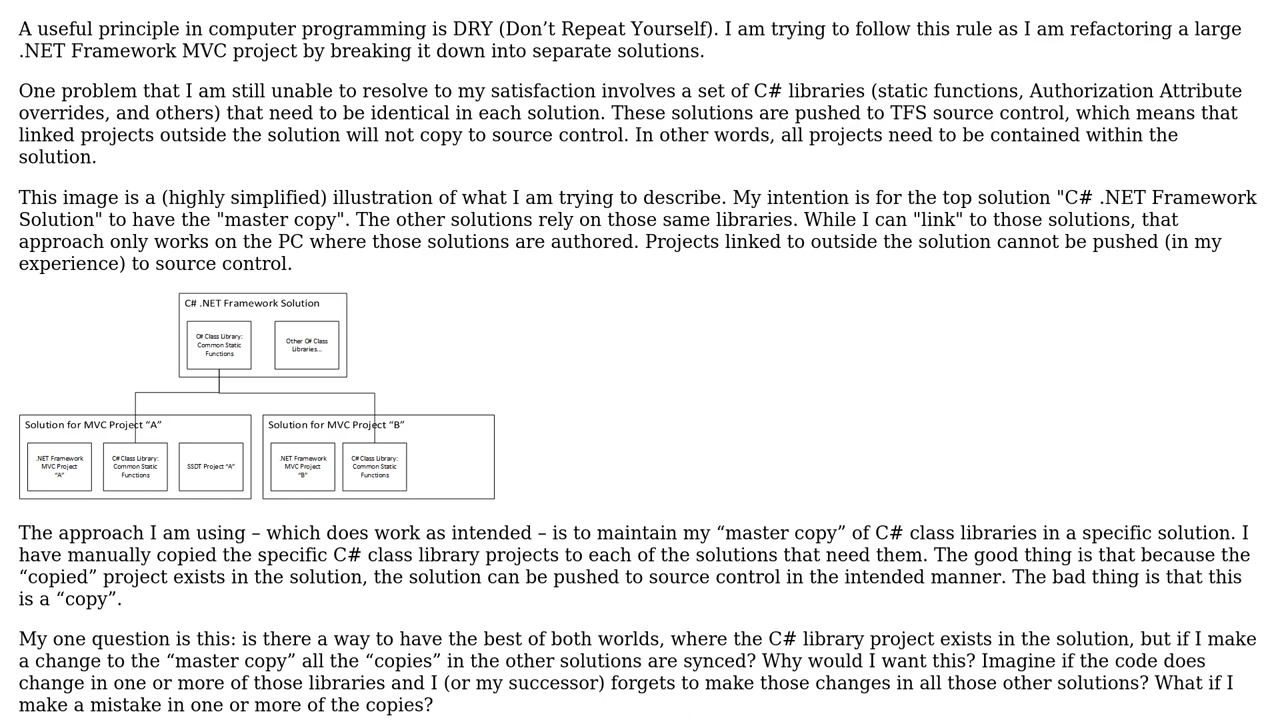 A useful principle in computer programming is DRY (Don’t Repeat Yourself). I am trying to follow this rule as I am refactoring a large
.NET Framework MVC project by breaking it down into separate solutions.
One problem that I am still unable to resolve to my satisfaction involves a set of C# libraries (static functions, Authorization Attribute
overrides, and others) that need to be identical in each solution. These solutions are pushed to TFS source control, which means that
linked projects outside the solution will not copy to source control. In other words, all projects need to be contained within the
solution.
This image is a (highly simplified) illustration of what I am trying to describe. My intention is for the top solution "C# .NET Framework
Solution" to have the "master copy". The other solutions rely on those same libraries. While I can "link" to those solutions, that
approach only works on the PC where those solutions are authored. Projects linked to outside the solution cannot be pushed (in my
experience) to source control.
C# .NET Framework Solution
C# Class Library:
Common Static
Functions
Other C# Class
Libraries...
Solution for MVC Project “A”
.NET Framework
MVC Project
“A”
C# Class Library:
Common Static
Functions
SSDT Project “A”
Solution for MVC Project “B”
.NET Framework
MVC Project
“B”
C# Class Library:
Common Static
Functions
The approach I am using – which does work as intended – is to maintain my “master copy” of C# class libraries in a specific solution. I
have manually copied the specific C# class library projects to each of the solutions that need them. The good thing is that because the
“copied” project exists in the solution, the solution can be pushed to source control in the intended manner. The bad thing is that this
is a “copy”.
My one question is this: is there a way to have the best of both worlds, where the C# library project exists in the solution, but if I make
a change to the “master copy” all the “copies” in the other solutions are synced? Why would I want this? Imagine if the code does
change in one or more of those libraries and I (or my successor) forgets to make those changes in all those other solutions? What if I
make a mistake in one or more of the copies?